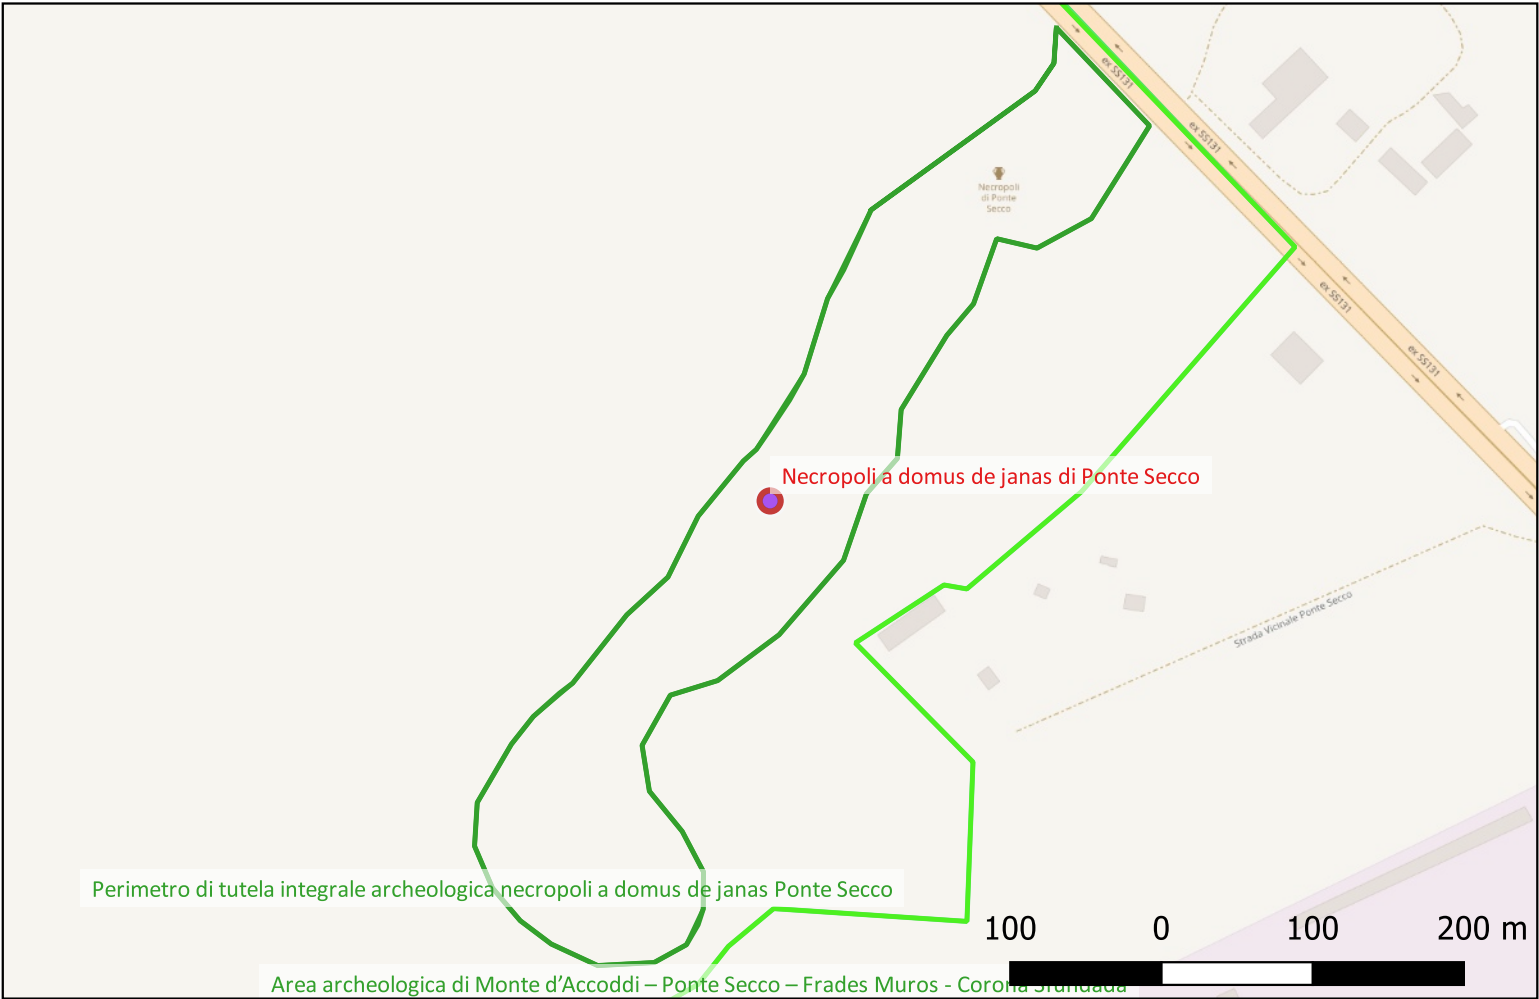 ex SS131
ex SS131
Necropoli
di Ponte
Secco
ex SS131
ex SS131
Necropoli a domus de janas di Ponte Secco
Strada Vicinale Ponte Secco
Perimetro di tutela integrale archeologica necropoli a domus de janas Ponte Secco
100 0 100 200 m
Area archeologica di Monte d’Accoddi – Ponte Secco – Frades Muros - Corona Sfundada